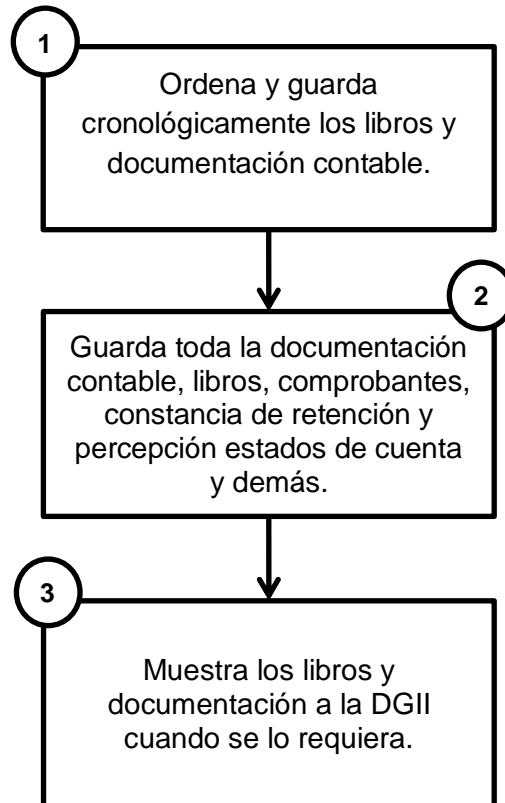 1
Ordena y guarda
cronológicamente los libros y
documentación contable.
2
Guarda toda la documentación
contable, libros, comprobantes,
constancia de retención y
percepción estados de cuenta
y demás.
3
Muestra los libros y
documentación a la DGII
cuando se lo requiera.